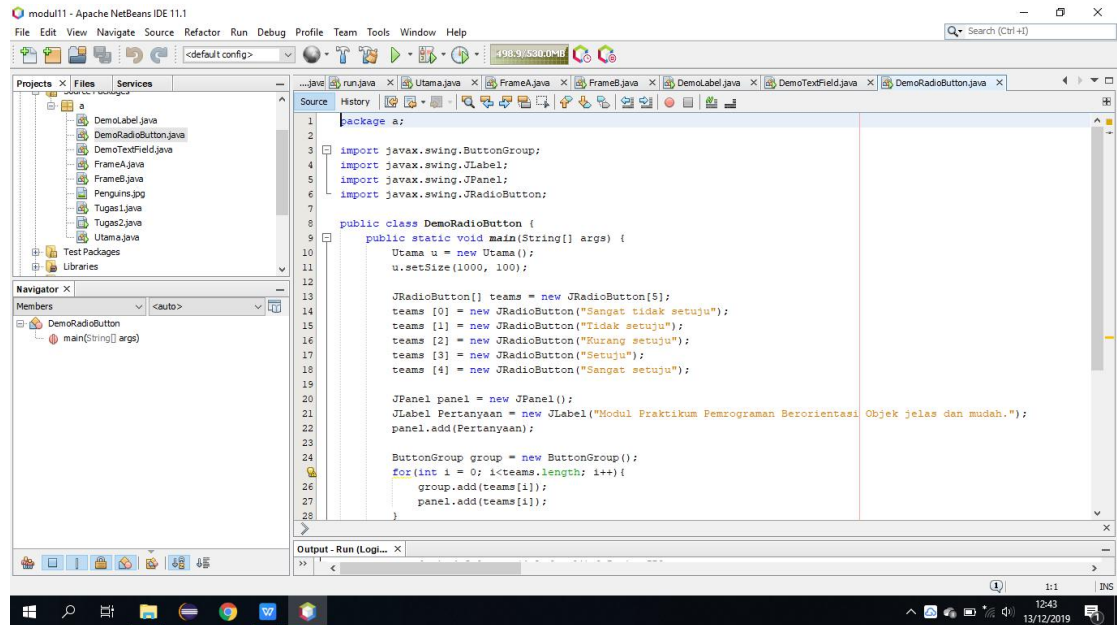 modul11 - Apache NetBeans IDE 11.1
File Edit View Navigate Source Refactor Run Debug Profile Team Tools Window Help
Search (Ctrl+I)
<default config>
498.9/530.0MB
Projects Files Services
...java run.java Utama.java FrameA.java FrameB.java DemoLabel.java DemoTextField.java DemoRadioButton.java
Source History
a
DemoLabel.java
DemoRadioButton.java
DemoTextField.java
FrameA.java
FrameB.java
Penguins.jpg
Tugas1.java
Tugas2.java
Utama.java
Test Packages
Libraries
Navigator
Members <auto>
DemoRadioButton
main(String[] args)
1 package a;
2
3 import javax.swing.ButtonGroup;
4 import javax.swing.JLabel;
5 import javax.swing.JPanel;
6 import javax.swing.JRadioButton;
7
8 public class DemoRadioButton {
9 public static void main(String[] args) {
10 Utama u = new Utama();
11 u.setSize(1000, 100);
12
13 JRadioButton[] teams = new JRadioButton[5];
14 teams [0] = new JRadioButton("Sangat tidak setuju");
15 teams [1] = new JRadioButton("Tidak setuju");
16 teams [2] = new JRadioButton("Kurang setuju");
17 teams [3] = new JRadioButton("Setuju");
18 teams [4] = new JRadioButton("Sangat setuju");
19
20 JPanel panel = new JPanel();
21 JLabel Pertanyaan = new JLabel("Modul Praktikum Pemrograman Berorientasi Objek jelas dan mudah.");
22 panel.add(Pertanyaan);
23
24 ButtonGroup group = new ButtonGroup();
for(int i = 0; i<teams.length; i++){
26 group.add(teams[i]);
27 panel.add(teams[i]);
28 }
Output - Run (Logi...
1 1:1 INS
12:43
13/12/2019